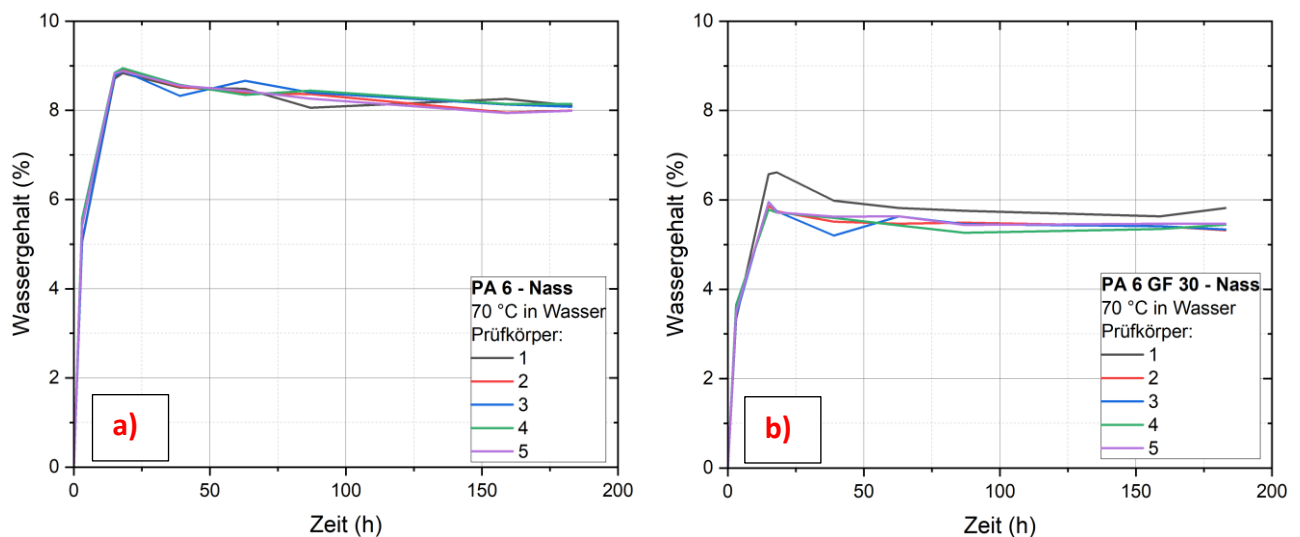 10
8
6
4
2
0
Wassergehalt (%)
a)
PA 6 - Nass
70 °C in Wasser
Prüfkörper:
1
2
3
4
5
0 50 100 150 200
Zeit (h)
10
8
6
4
2
0
Wassergehalt (%)
b)
PA 6 GF 30 - Nass
70 °C in Wasser
Prüfkörper:
1
2
3
4
5
0 50 100 150 200
Zeit (h)